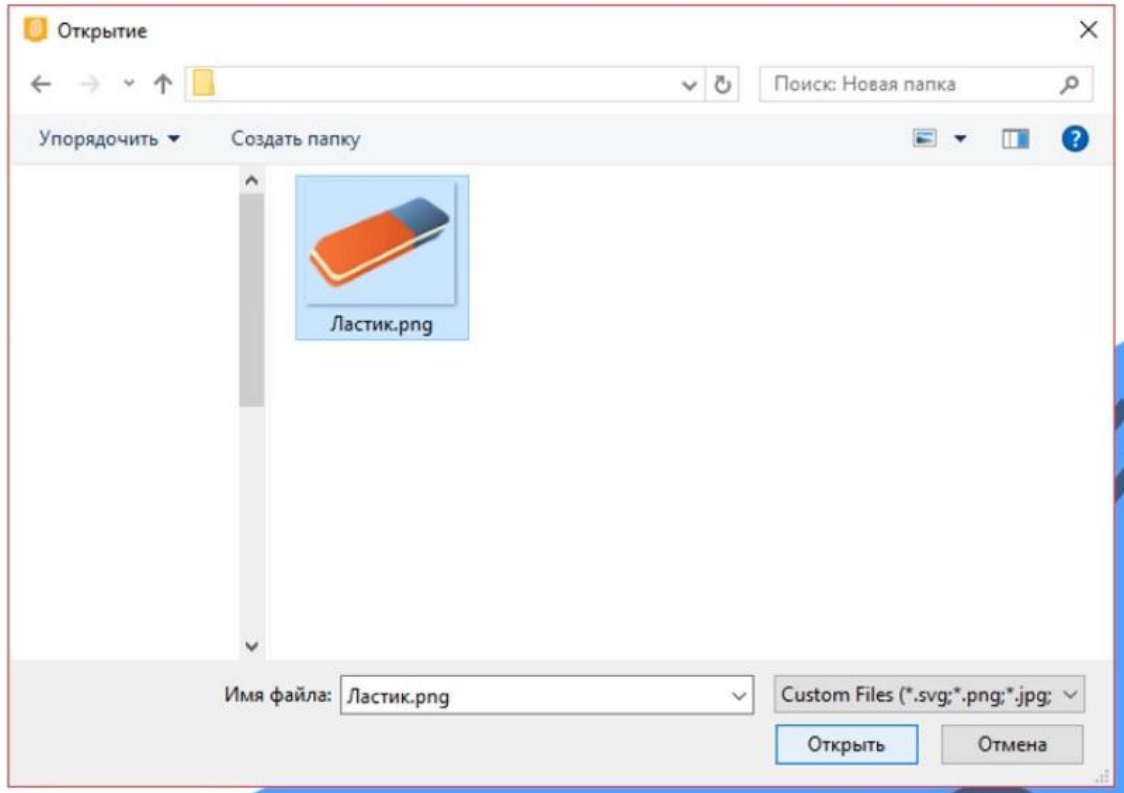 Открытие
Поиск: Новая папка
Упорядочить Создать папку
Ластик.png
Имя файла: Ластик.png Custom Files (*.svg;*.png;*.jpg;
Открыть Отмена